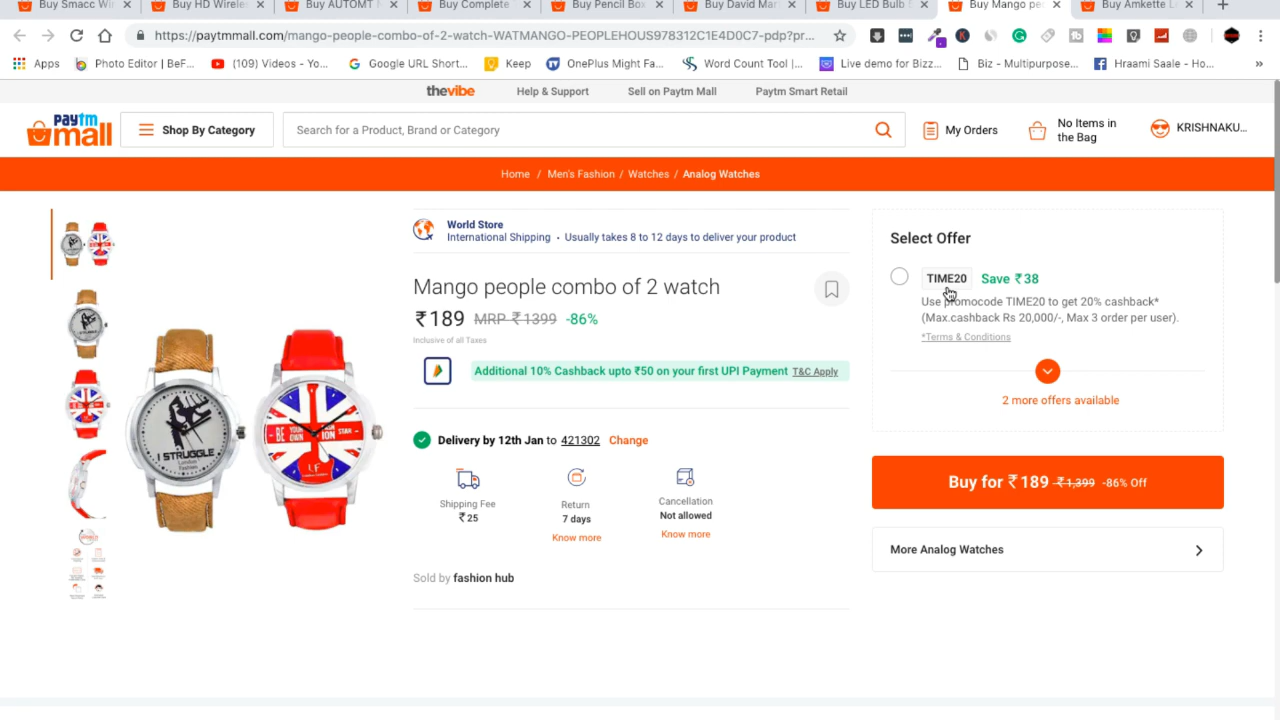 Buy Smacc Wir
Buy HD Wireles
Buy AUTOMT
Buy Complete
Buy Pencil Box
Buy David Mar
Buy LED Bulb
Buy Mango peo
Buy Amkette L
https://paytmmall.com/mango-people-combo-of-2-watch-WATMANGO-PEOPLEHOUS978312C1E4D0C7-pdp?pr...
Apps
Photo Editor | BeF...
(109) Videos - Yo...
Google URL Short...
Keep
OnePlus Might Fa...
Word Count Tool |...
Live demo for Bizz...
Biz - Multipurpose...
Hraami Saale - Ho...
thevibe
Help & Support
Sell on Paytm Mall
Paytm Smart Retail
paytm
mall
Shop By Category
Search for a Product, Brand or Category
My Orders
No Items in
the Bag
KRISHNAKU...
Home / Men's Fashion / Watches / Analog Watches
World Store
International Shipping · Usually takes 8 to 12 days to deliver your product
Mango people combo of 2 watch
₹189 MRP ₹1399 -86%
Inclusive of all Taxes
Additional 10% Cashback upto ₹50 on your first UPI Payment T&C Apply
Delivery by 12th Jan to 421302 Change
Shipping Fee
₹25
Return
7 days
Know more
Cancellation
Not allowed
Know more
Sold by fashion hub
I STRUGGLE
London
Fashion
BE YOUR
OWN
STAR
Select Offer
TIME20 Save ₹38
Use promocode TIME20 to get 20% cashback*
(Max.cashback Rs 20,000/-, Max 3 order per user).
*Terms & Conditions
2 more offers available
Buy for ₹189 ₹1,399 -86% Off
More Analog Watches